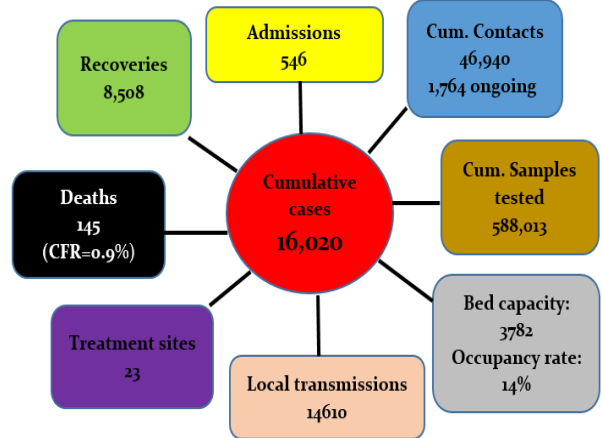 Admissions
546
Cum. Contacts
46,940
1,764 ongoing
Recoveries
8,508
Cum. Samples
tested
588,013
Cumulative
cases
16,020
Deaths
145
(CFR=0.9%)
Bed capacity:
3782
Occupancy rate:
14%
Treatment sites
23
Local transmissions
14610